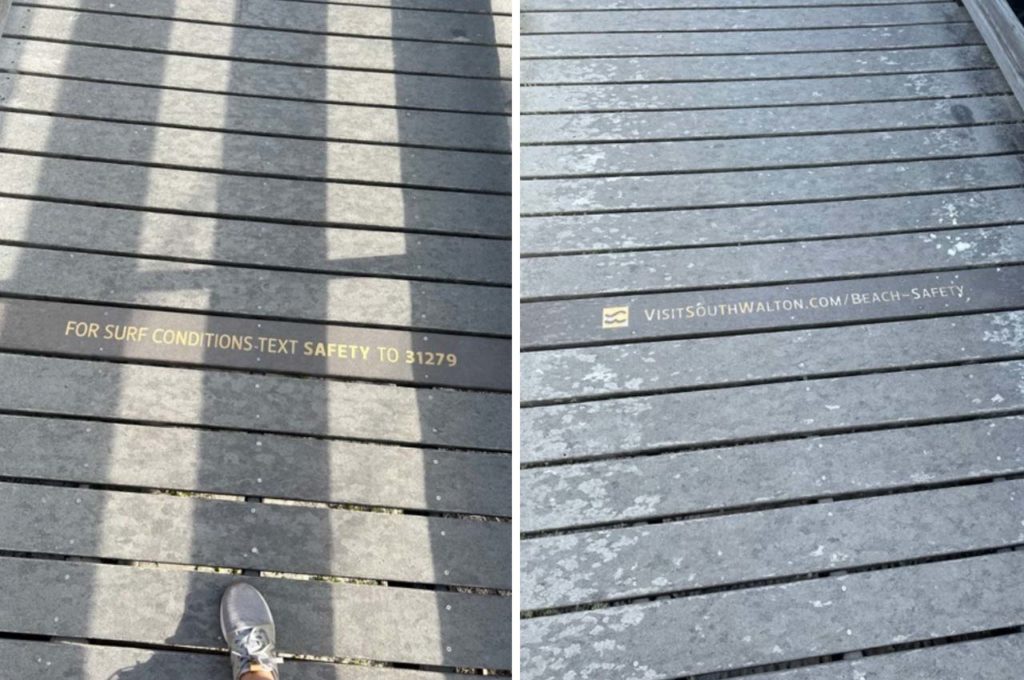 FOR SURF CONDITIONS TEXT SAFETY TO 31279
VISITSOUTHWALTON.COM/BEACH-SAFETY